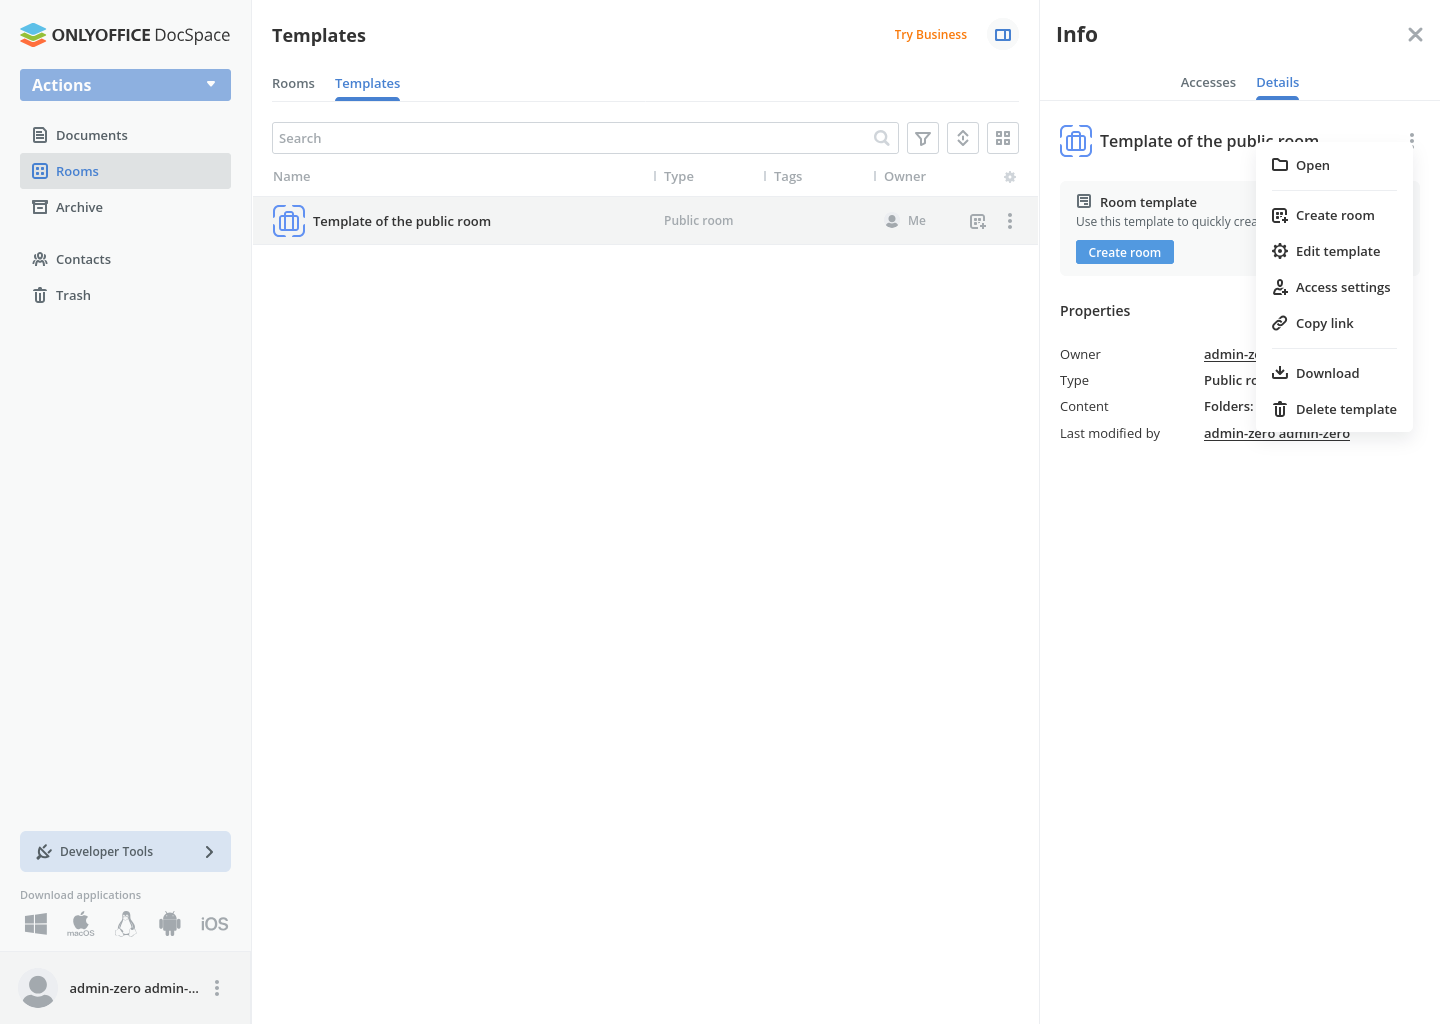 ONLYOFFICE DocSpace
Actions
Documents
Rooms
Archive
Contacts
Trash
Developer Tools
Download applications
macOS
iOS
admin-zero admin-...
Templates
Try Business
Rooms
Templates
Search
Name
Type
Tags
Owner
Template of the public room
Public room
Me
Info
Accesses
Details
Template of the public room
Room template
Use this template to quickly crea
Create room
Properties
Owner
admin-ze
Type
Public ro
Content
Folders:
Last modified by
admin-zero admin-zero
Open
Create room
Edit template
Access settings
Copy link
Download
Delete template